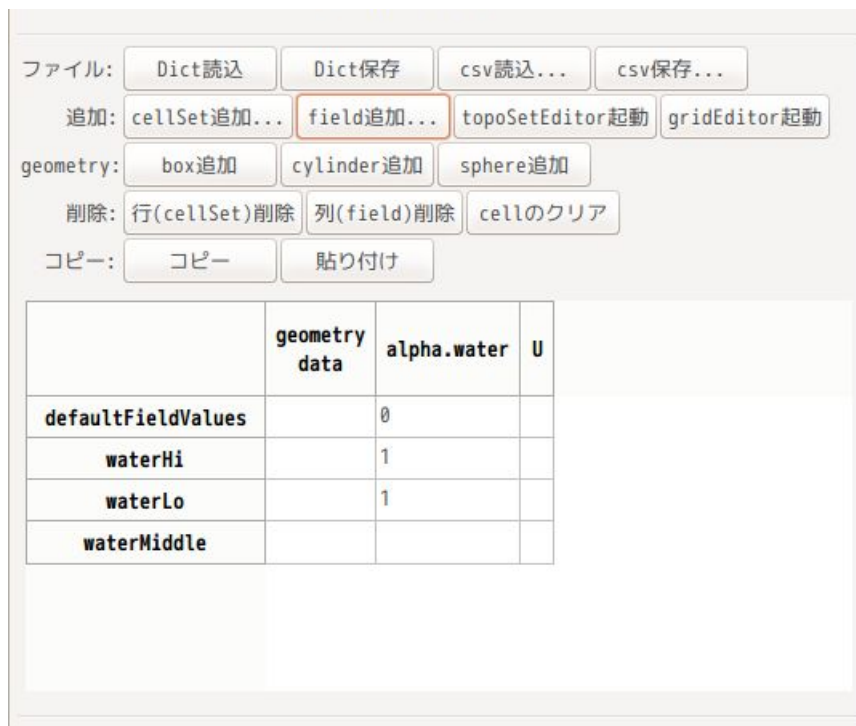 ファイル: Dict読込 Dict保存 csv読込... csv保存...
追加: cellSet追加... field追加... topoSetEditor起動 gridEditor起動
geometry: box追加 cylinder追加 sphere追加
削除: 行(cellSet)削除 列(field)削除 cellのクリア
コピー: コピー 貼り付け
geometry
data alpha.water U
defaultFieldValues 0
waterHi 1
waterLo 1
waterMiddle